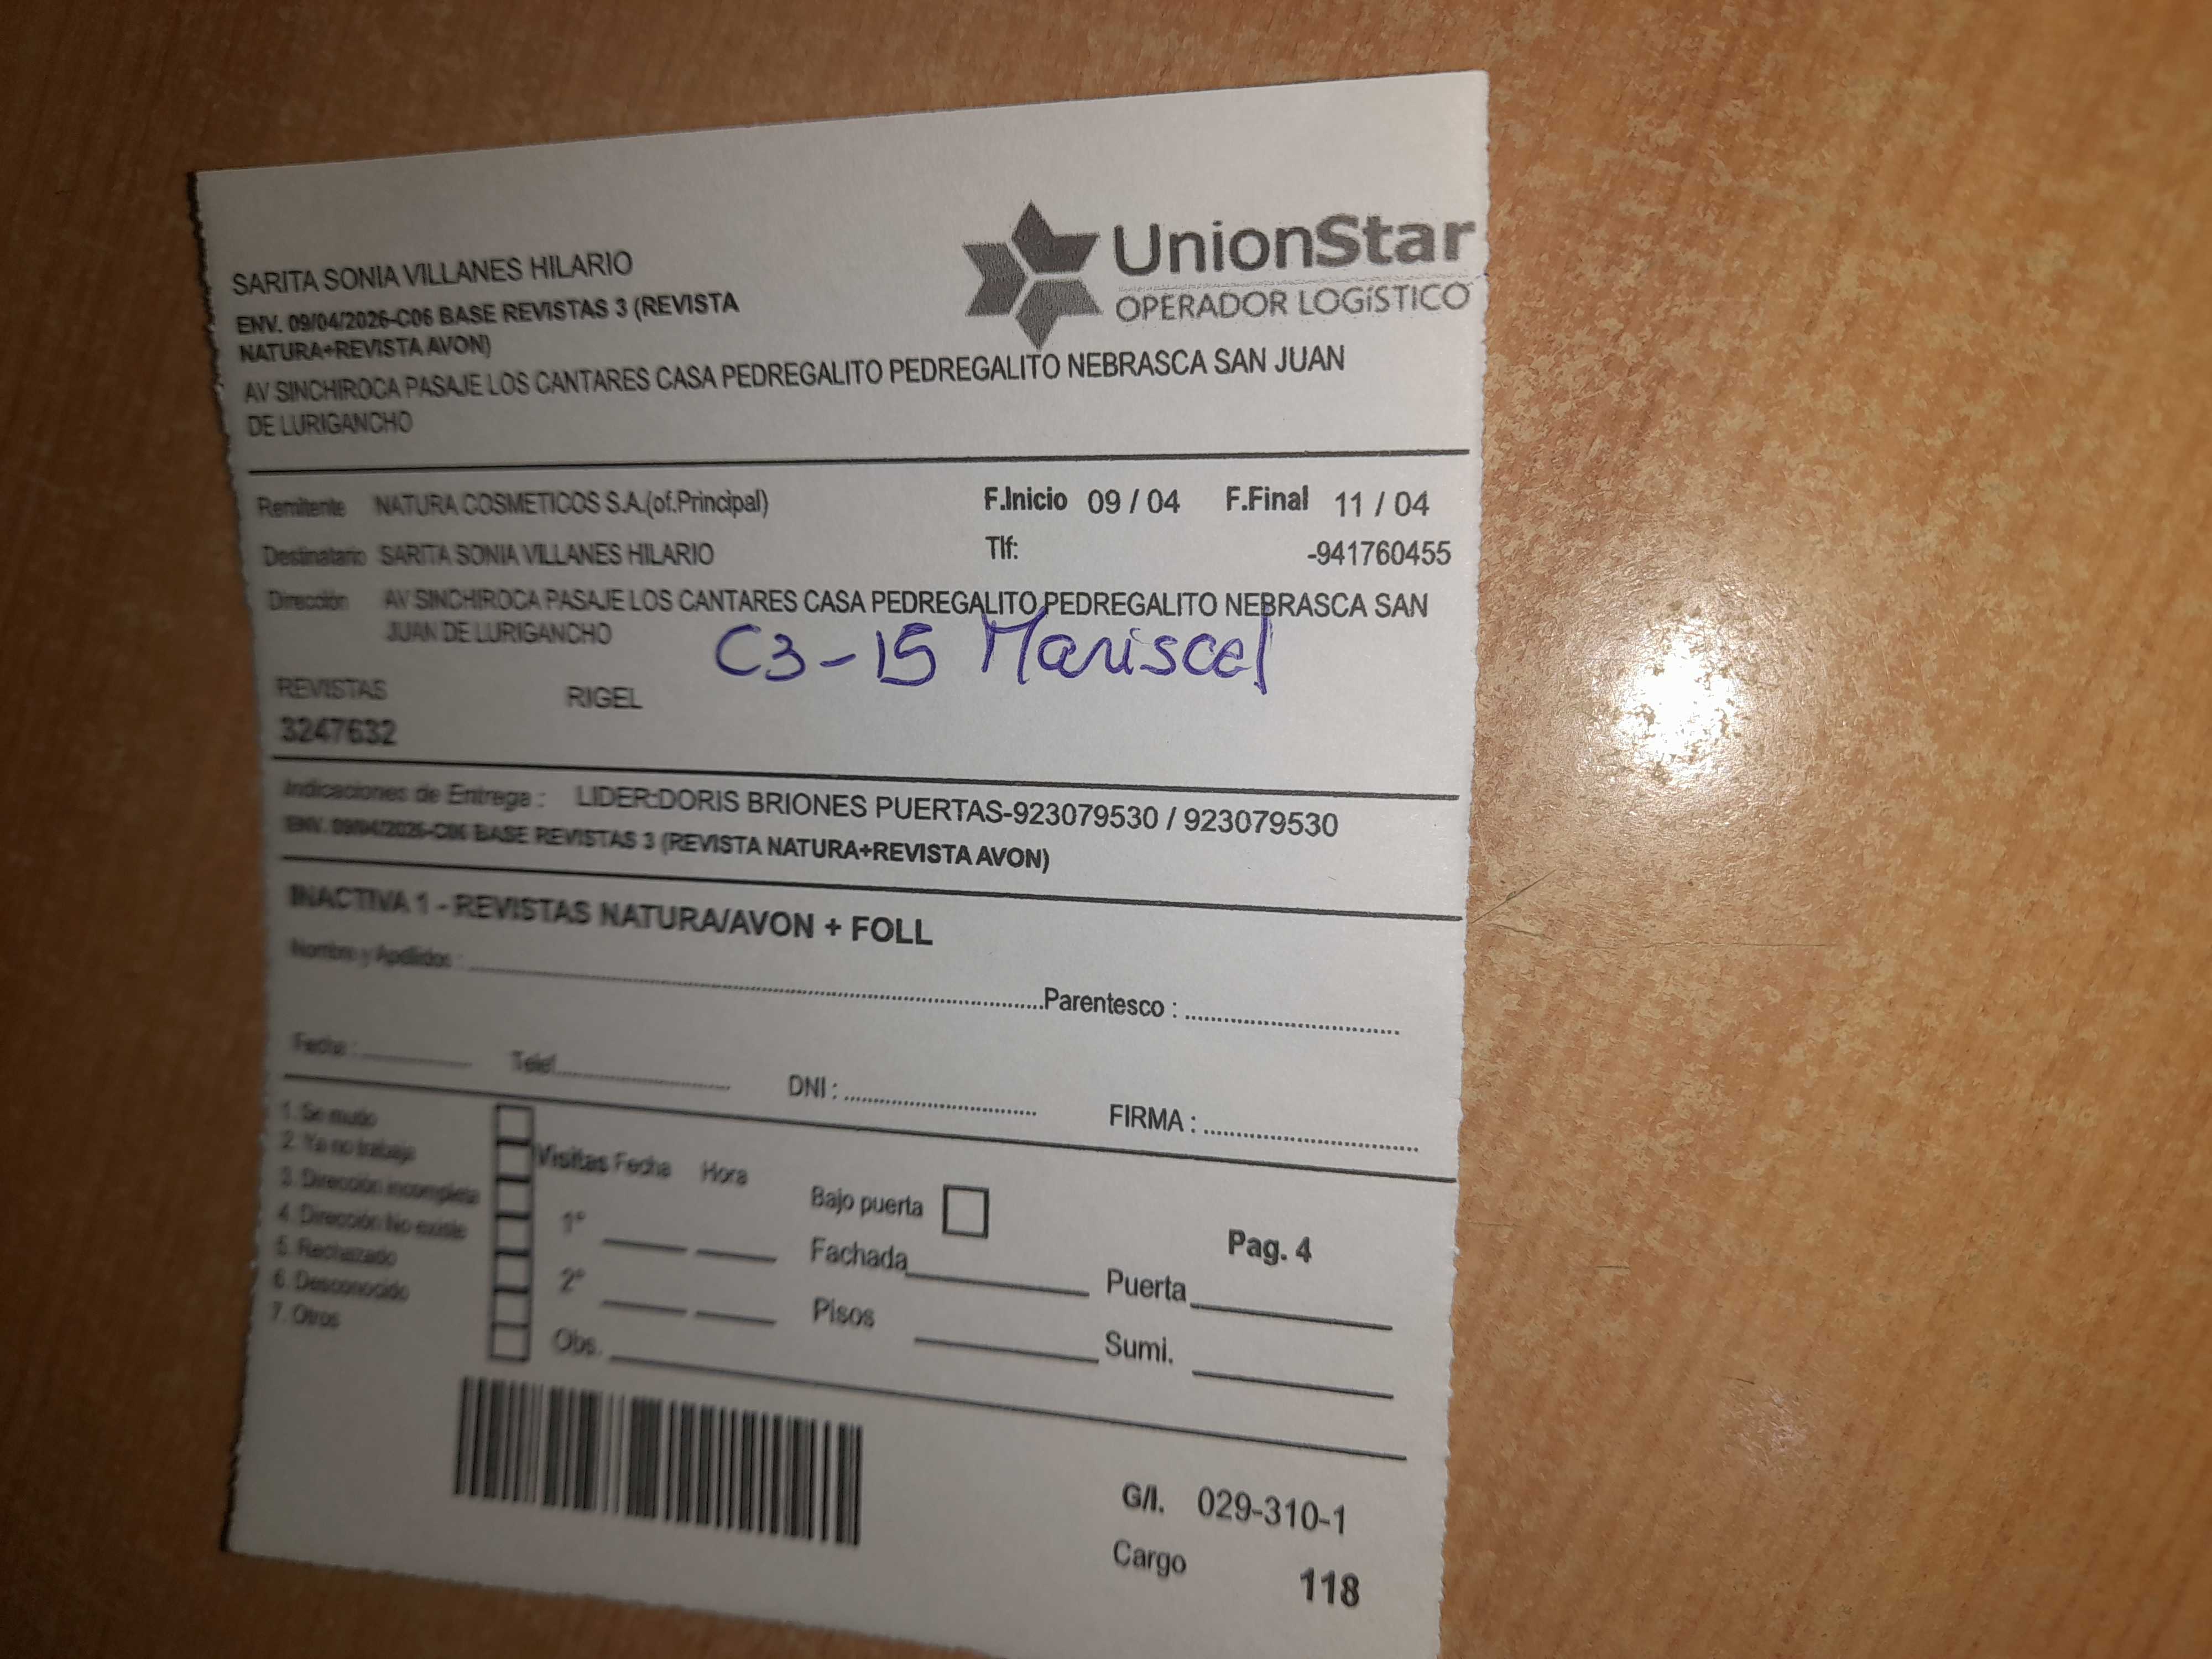 SARITA SONIA VILLANES HILARIO
ENV. 09/04/2026-C06 BASE REVISTAS 3 (REVISTA
NATURA+REVISTA AVON)
UnionStar
OPERADOR LOGíSTICO
AV SINCHIROCA PASAJE LOS CANTARES CASA PEDREGALITO PEDREGALITO NEBRASCA SAN JUAN
DE LURIGANCHO
Remitente NATURA COSMETICOS S.A.(of.Principal) F.Inicio 09 / 04 F.Final 11 / 04
Destinatario SARITA SONIA VILLANES HILARIO Tlf: -941760455
Dirección AV SINCHIROCA PASAJE LOS CANTARES CASA PEDREGALITO PEDREGALITO NEBRASCA SAN
JUAN DE LURIGANCHO
C3-15 Mariscal
REVISTAS RIGEL
3247632
Indicaciones de Entrega : LIDER:DORIS BRIONES PUERTAS-923079530 / 923079530
ENV. 09/04/2026-C06 BASE REVISTAS 3 (REVISTA NATURA+REVISTA AVON)
INACTIVA 1 - REVISTAS NATURA/AVON + FOLL
Nombre y Apellidos : Parentesco :
Fecha : Telef. DNI : FIRMA :
1. Se mudo
2. Ya no trabaja
3. Dirección incompleta
4. Dirección No existe
5. Rechazado
6. Desconocido
7. Otros
Visitas Fecha Hora
1°
2°
Obs.
Bajo puerta
Pag. 4
Fachada Puerta
Pisos Sumi.
G/I. 029-310-1
Cargo 118